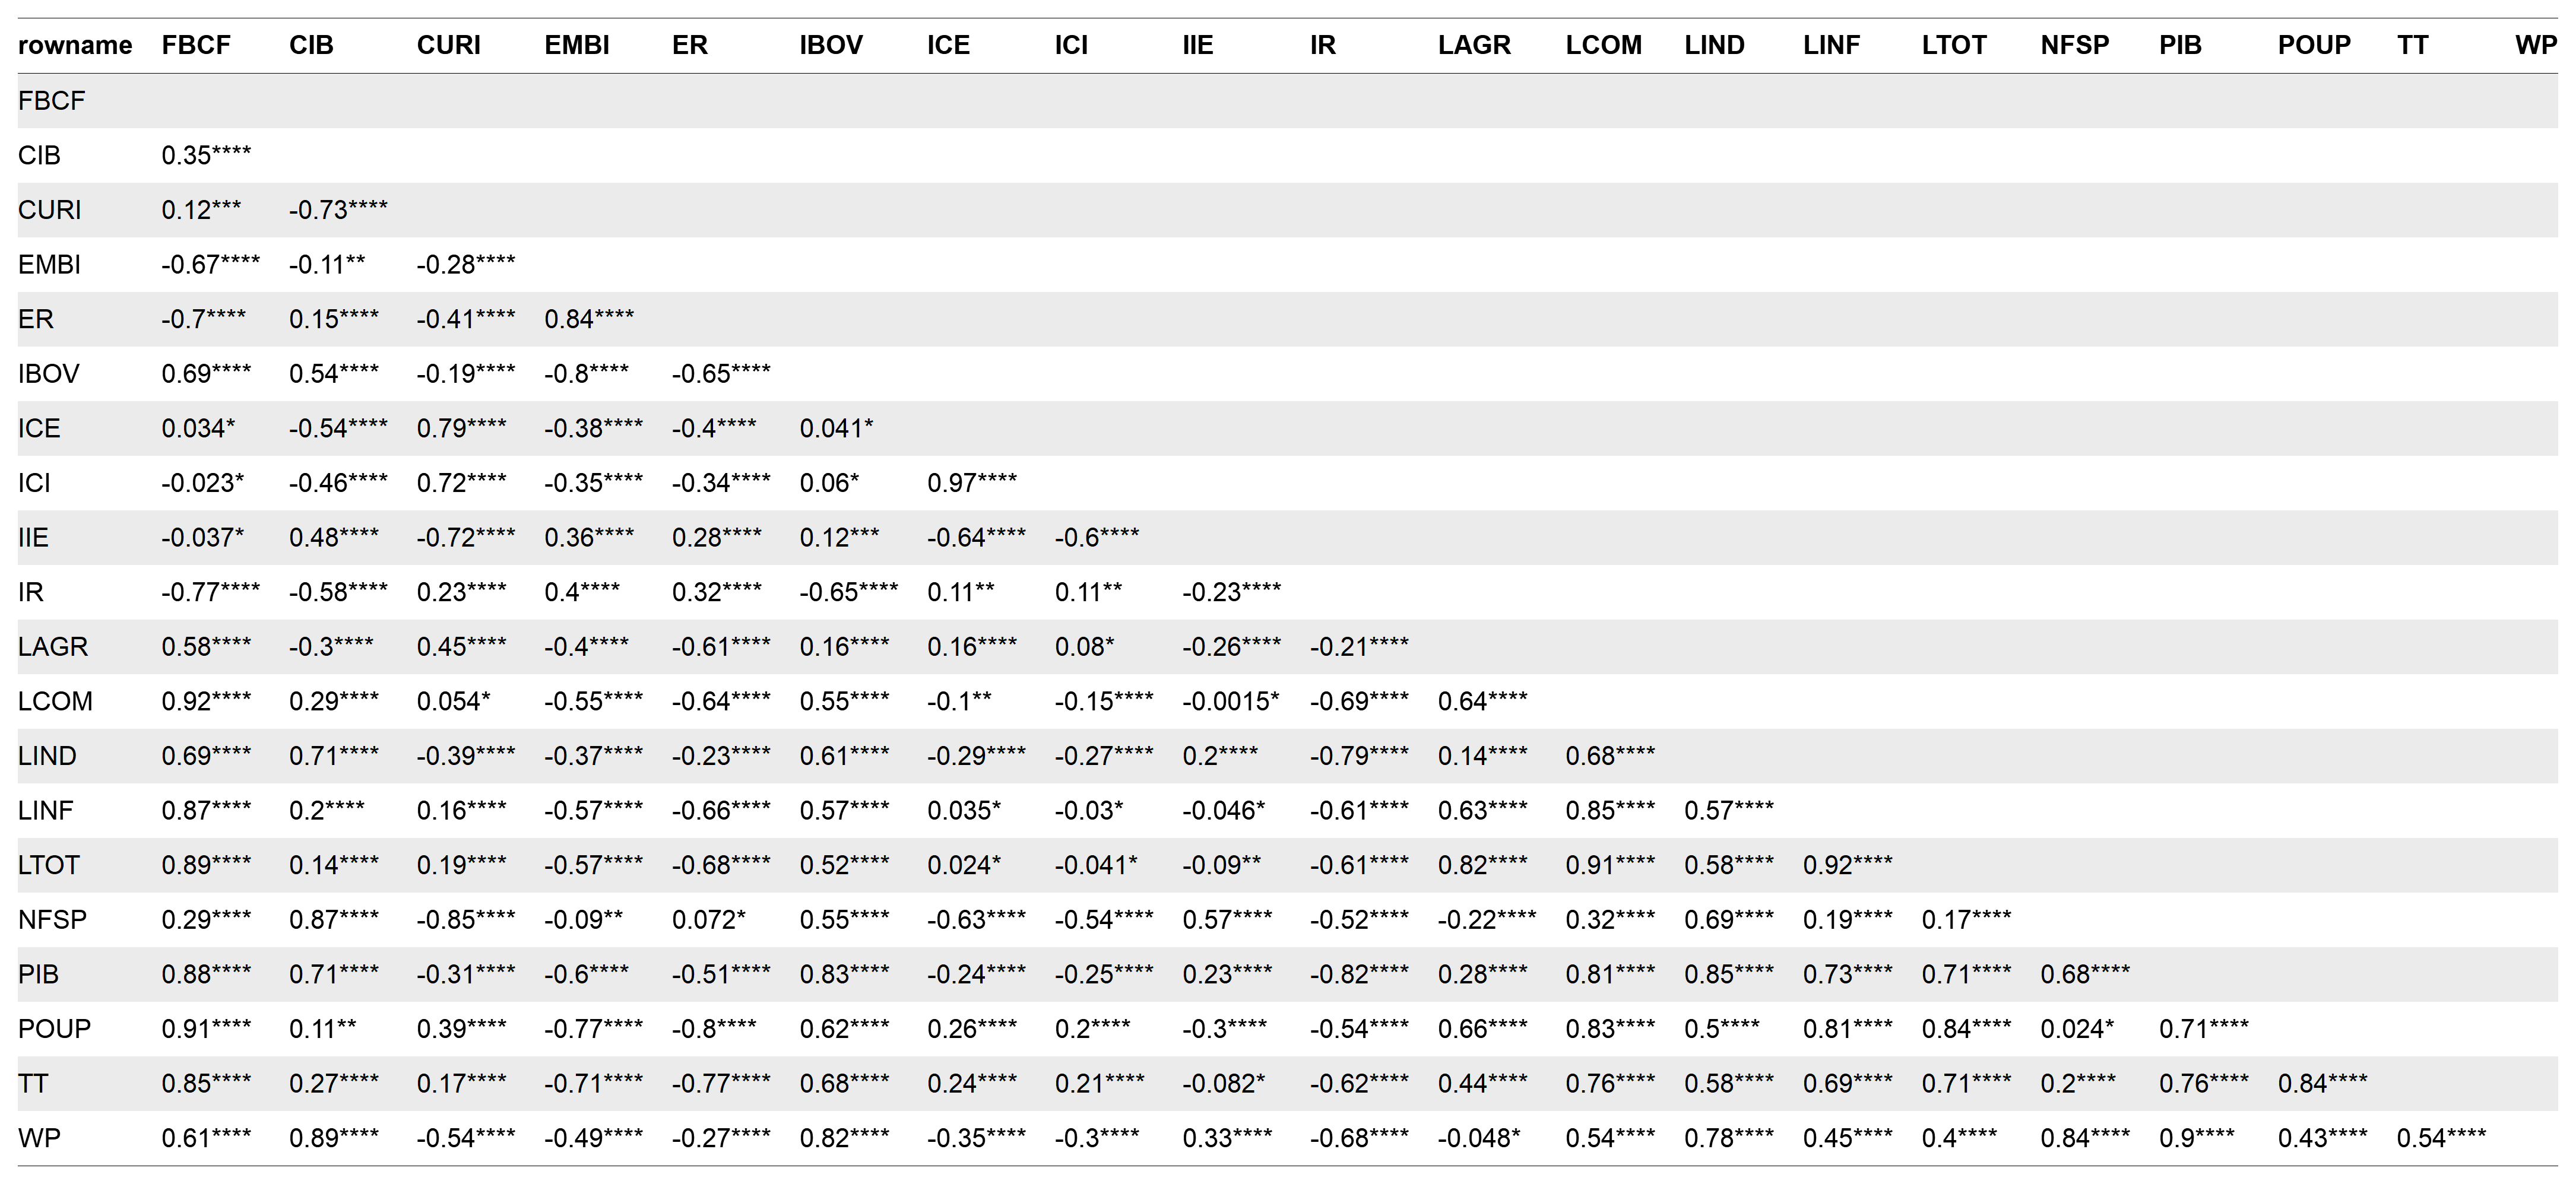 rowname FBCF CIB CURI EMBI ER IBOV ICE ICI IIE IR LAGR LCOM LIND LINF LTOT NFSP PIB POUP TT WP
FBCF
CIB 0.35****
CURI 0.12*** -0.73****
EMBI -0.67**** -0.11** -0.28****
ER -0.7**** 0.15**** -0.41**** 0.84****
IBOV 0.69**** 0.54**** -0.19**** -0.8**** -0.65****
ICE 0.034* -0.54**** 0.79**** -0.38**** -0.4**** 0.041*
ICI -0.023* -0.46**** 0.72**** -0.35**** -0.34**** 0.06* 0.97****
IIE -0.037* 0.48**** -0.72**** 0.36**** 0.28**** 0.12*** -0.64**** -0.6****
IR -0.77**** -0.58**** 0.23**** 0.4**** 0.32**** -0.65**** 0.11** 0.11** -0.23****
LAGR 0.58**** -0.3**** 0.45**** -0.4**** -0.61**** 0.16**** 0.16**** 0.08* -0.26**** -0.21****
LCOM 0.92**** 0.29**** 0.054* -0.55**** -0.64**** 0.55**** -0.1** -0.15**** -0.0015* -0.69**** 0.64****
LIND 0.69**** 0.71**** -0.39**** -0.37**** -0.23**** 0.61**** -0.29**** -0.27**** 0.2**** -0.79**** 0.14**** 0.68****
LINF 0.87**** 0.2**** 0.16**** -0.57**** -0.66**** 0.57**** 0.035* -0.03* -0.046* -0.61**** 0.63**** 0.85**** 0.57****
LTOT 0.89**** 0.14**** 0.19**** -0.57**** -0.68**** 0.52**** 0.024* -0.041* -0.09** -0.61**** 0.82**** 0.91**** 0.58**** 0.92****
NFSP 0.29**** 0.87**** -0.85**** -0.09** 0.072* 0.55**** -0.63**** -0.54**** 0.57**** -0.52**** -0.22**** 0.32**** 0.69**** 0.19**** 0.17****
PIB 0.88**** 0.71**** -0.31**** -0.6**** -0.51**** 0.83**** -0.24**** -0.25**** 0.23**** -0.82**** 0.28**** 0.81**** 0.85**** 0.73**** 0.71**** 0.68****
POUP 0.91**** 0.11** 0.39**** -0.77**** -0.8**** 0.62**** 0.26**** 0.2**** -0.3**** -0.54**** 0.66**** 0.83**** 0.5**** 0.81**** 0.84**** 0.024* 0.71****
TT 0.85**** 0.27**** 0.17**** -0.71**** -0.77**** 0.68**** 0.24**** 0.21**** -0.082* -0.62**** 0.44**** 0.76**** 0.58**** 0.69**** 0.71**** 0.2**** 0.76**** 0.84****
WP 0.61**** 0.89**** -0.54**** -0.49**** -0.27**** 0.82**** -0.35**** -0.3**** 0.33**** -0.68**** -0.048* 0.54**** 0.78**** 0.45**** 0.4**** 0.84**** 0.9**** 0.43**** 0.54****